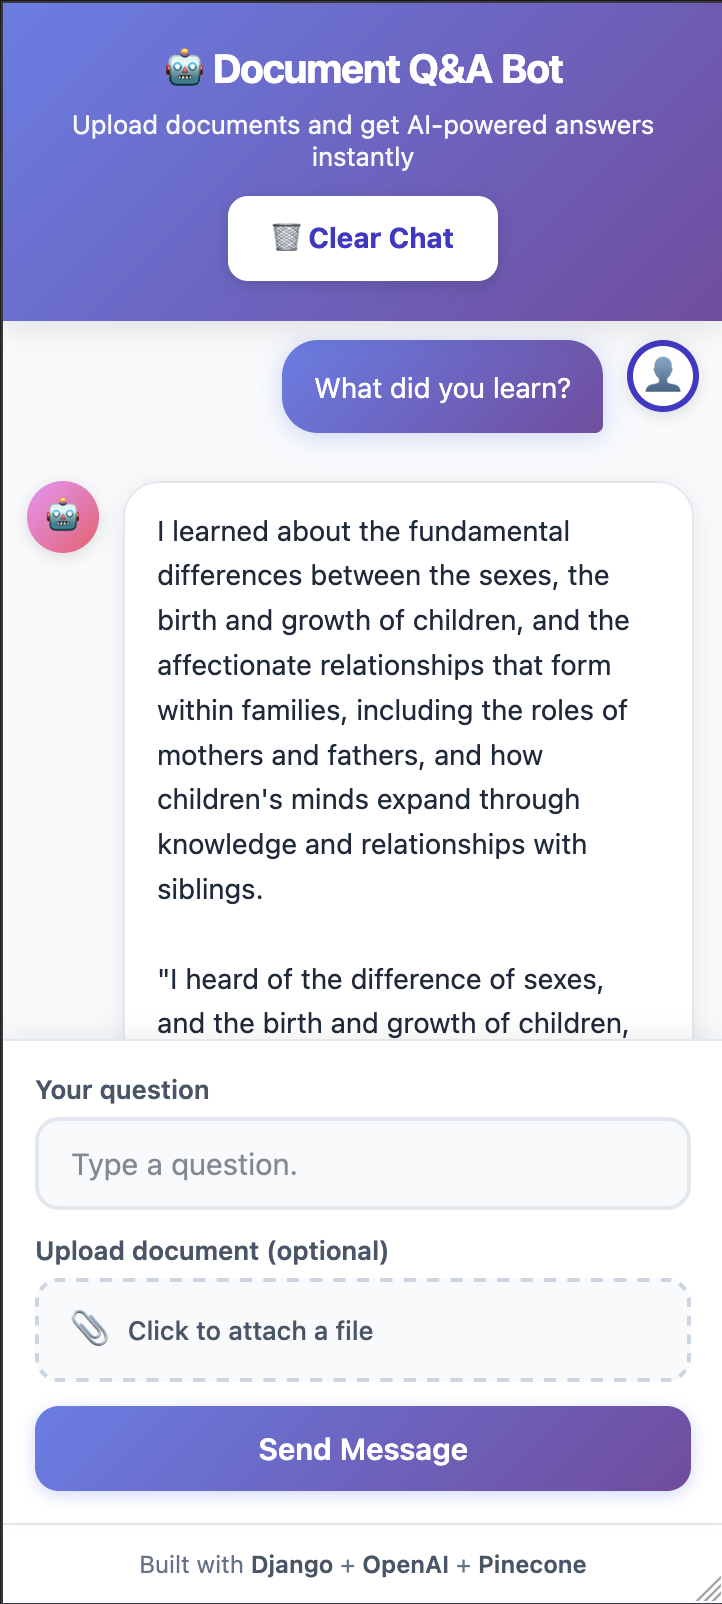 Document Q&A Bot
Upload documents and get AI-powered answers
instantly
Clear Chat
What did you learn?
I learned about the fundamental
differences between the sexes, the
birth and growth of children, and the
affectionate relationships that form
within families, including the roles of
mothers and fathers, and how
children's minds expand through
knowledge and relationships with
siblings.
"I heard of the difference of sexes,
and the birth and growth of children,
Your question
Type a question.
Upload document (optional)
Click to attach a file
Send Message
Built with Django + OpenAI + Pinecone